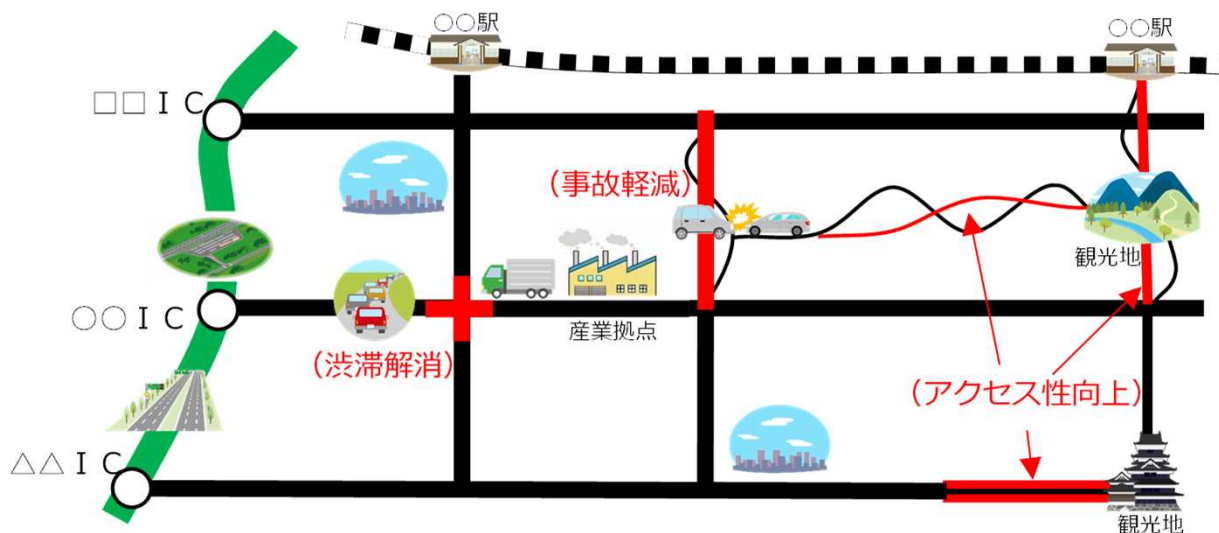 ○○駅
○○駅
□□ＩＣ
（事故軽減）
観光地
○○ＩＣ
産業拠点
（渋滞解消）
（アクセス性向上）
△△ＩＣ
観光地